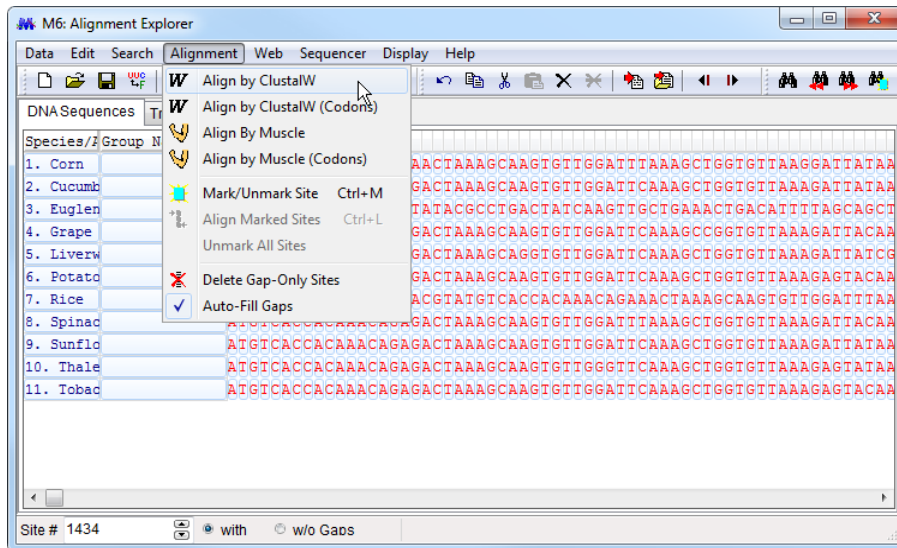 M6: Alignment Explorer
Data Edit Search Alignment Web Sequencer Display Help
UUC
F
W Align by ClustalW
W Align by ClustalW (Codons)
Align By Muscle
Align by Muscle (Codons)
Mark/Unmark Site Ctrl+M
Align Marked Sites Ctrl+L
Unmark All Sites
Delete Gap-Only Sites
Auto-Fill Gaps
DNA Sequences Tr
Species/A Group N
1. Corn AACTAAAGCAAGTGTTGGATTTAAAGCTGGTGTTAAGGATTATAA
2. Cucumb GACTAAAGCAAGTGTTGGATTCAAAGCTGGTGTTAAAGATTATAA
3. Euglen TATACGCCTGACTATCAAGTTGCTGAAACTGACATTTTAGCAGCT
4. Grape GACTAAAGCAAGTGTTGGATTCAAAGCCGGTGTTAAAGATTACAA
5. Liverw GACTAAAGCAGGTGTTGGATTCAAAGCTGGTGTTAAAGATTATCG
6. Potato GACTAAAGCAAGTGTTGGATTCAAAGCTGGTGTTAAAGAGTACAA
7. Rice ACGTATGTCACCACAAACAGAAACTAAAGCAAGTGTTGGATTTAA
8. Spinac ATGTCACCACAAACAGAGACTAAAGCAAGTGTTGGATTTAAAGCTGGTGTTAAAGATTACAA
9. Sunflo ATGTCACCACAAACAGAGACTAAAGCAAGTGTTGGATTCAAAGCTGGTGTTAAAGATTATAA
10. Thale ATGTCACCACAAACAGAGACTAAAGCAAGTGTTGGGTTCAAAGCTGGTGTTAAAGAGTATAA
11. Tobac ATGTCACCACAAACAGAGACTAAAGCAAGTGTTGGATTCAAAGCTGGTGTTAAAGAGTACAA
Site # 1434 with w/o Gaps